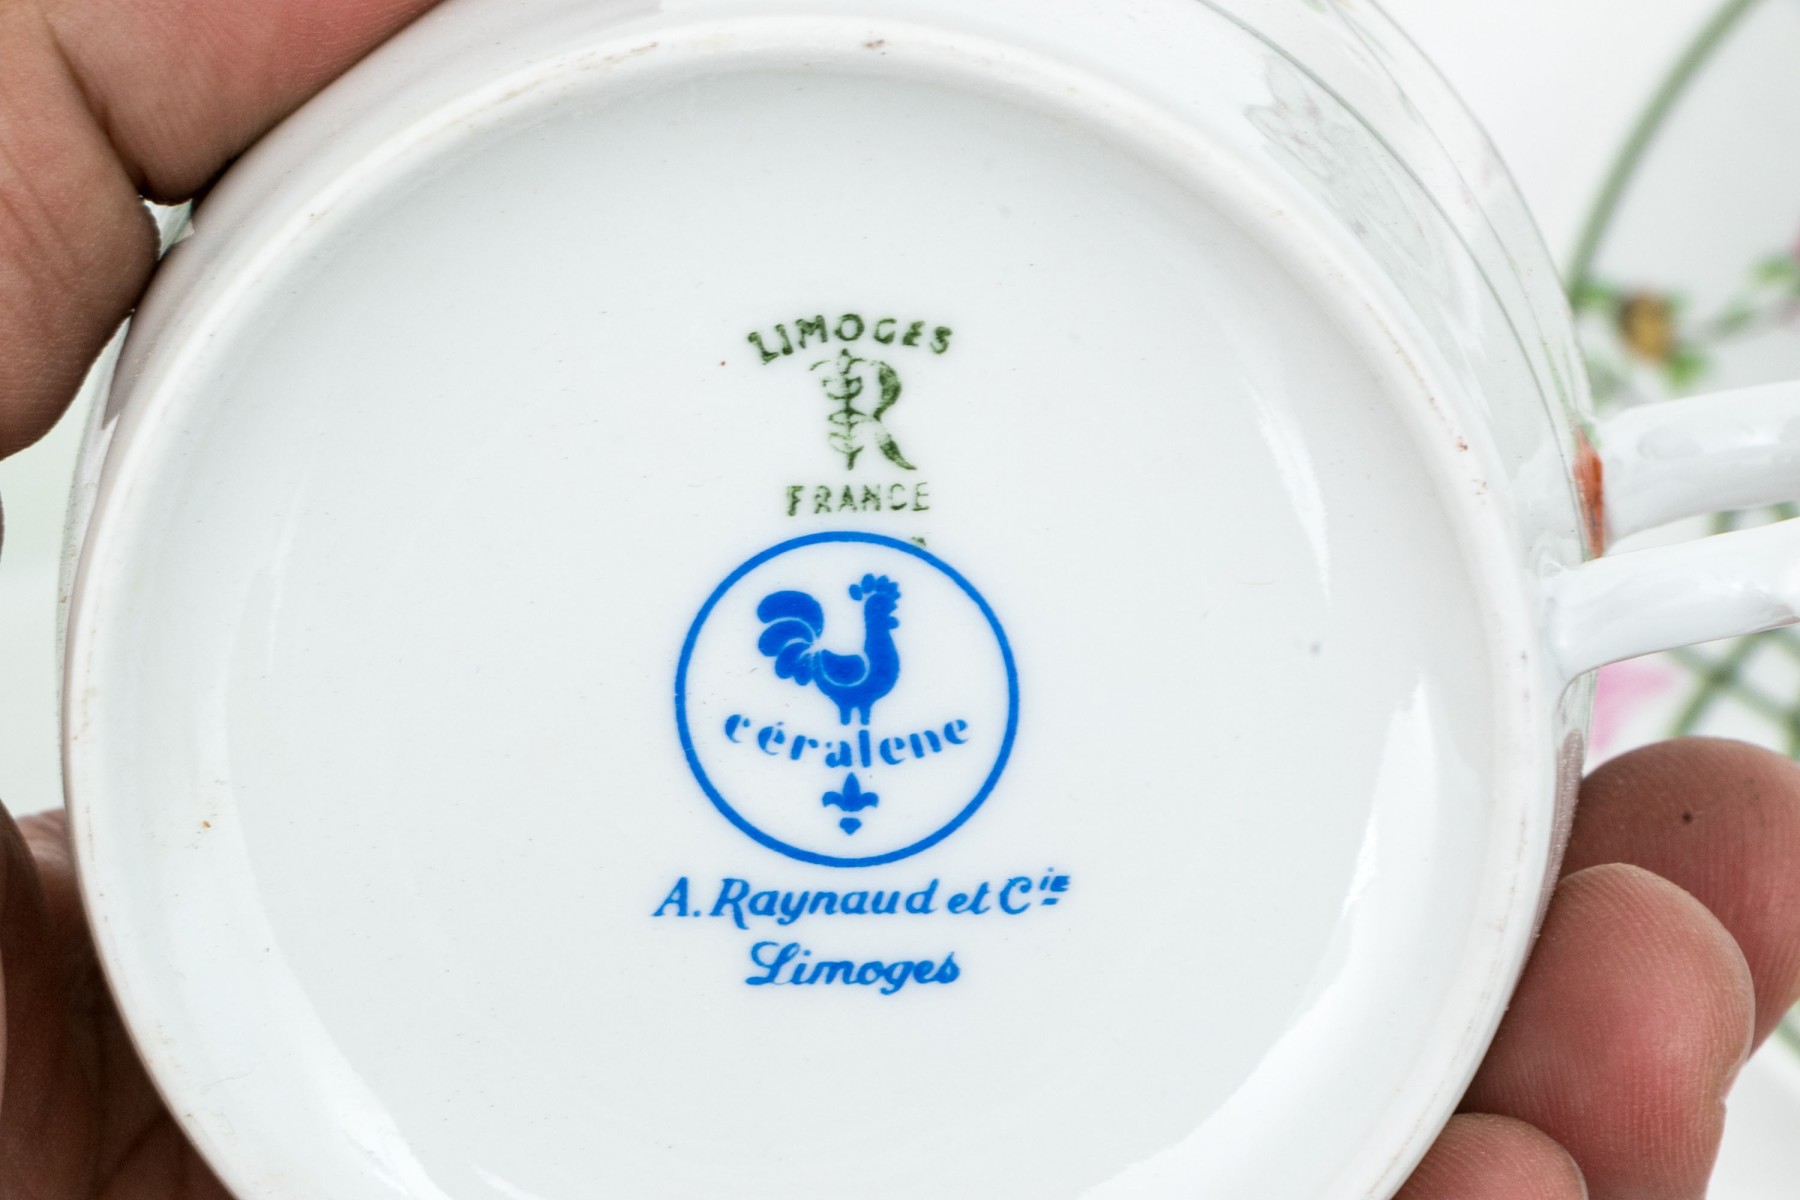 LIMOGES
R
FRANCE
céralene
A. Raynaud et Cie
Limoges